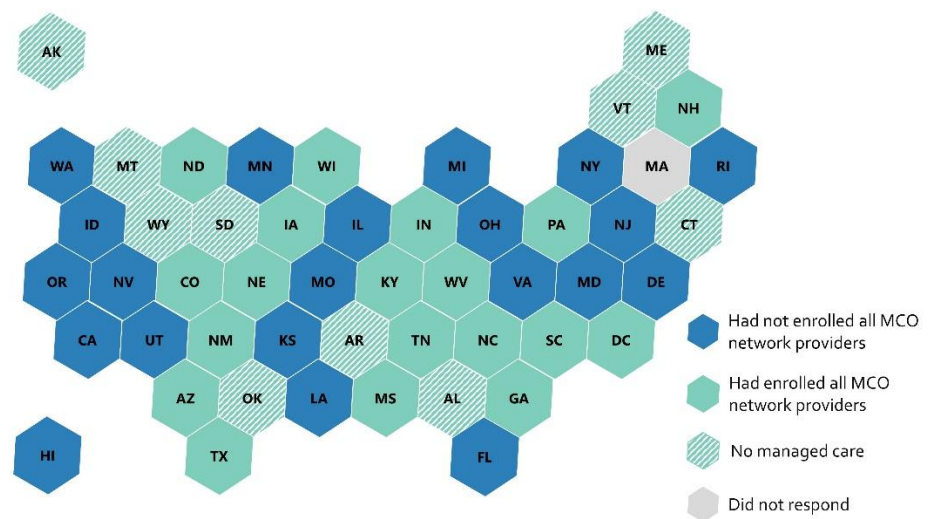 AK
ME
VT
NH
WA
MT
ND
MN
WI
MI
NY
MA
RI
ID
WY
SD
IA
IL
IN
OH
PA
NJ
CT
OR
NV
CO
NE
MO
KY
WV
VA
MD
DE
CA
UT
NM
KS
AR
TN
NC
SC
DC
AZ
OK
LA
MS
AL
GA
HI
TX
FL
Had not enrolled all MCO
network providers
Had enrolled all MCO
network providers
No managed care
Did not respond